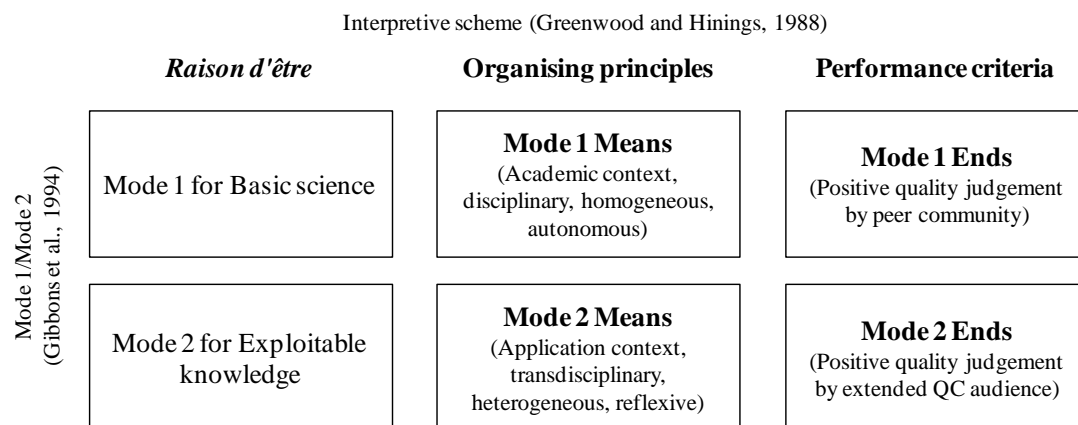 Interpretive scheme (Greenwood and Hinings, 1988)
Raison d'être
Organising principles
Performance criteria
Mode 1/Mode 2
(Gibbons et al., 1994)
Mode 1 for Basic science
Mode 1 Means
(Academic context,
disciplinary, homogeneous,
autonomous)
Mode 1 Ends
(Positive quality judgement
by peer community)
Mode 2 for Exploitable
knowledge
Mode 2 Means
(Application context,
transdisciplinary,
heterogeneous, reflexive)
Mode 2 Ends
(Positive quality judgement
by extended QC audience)